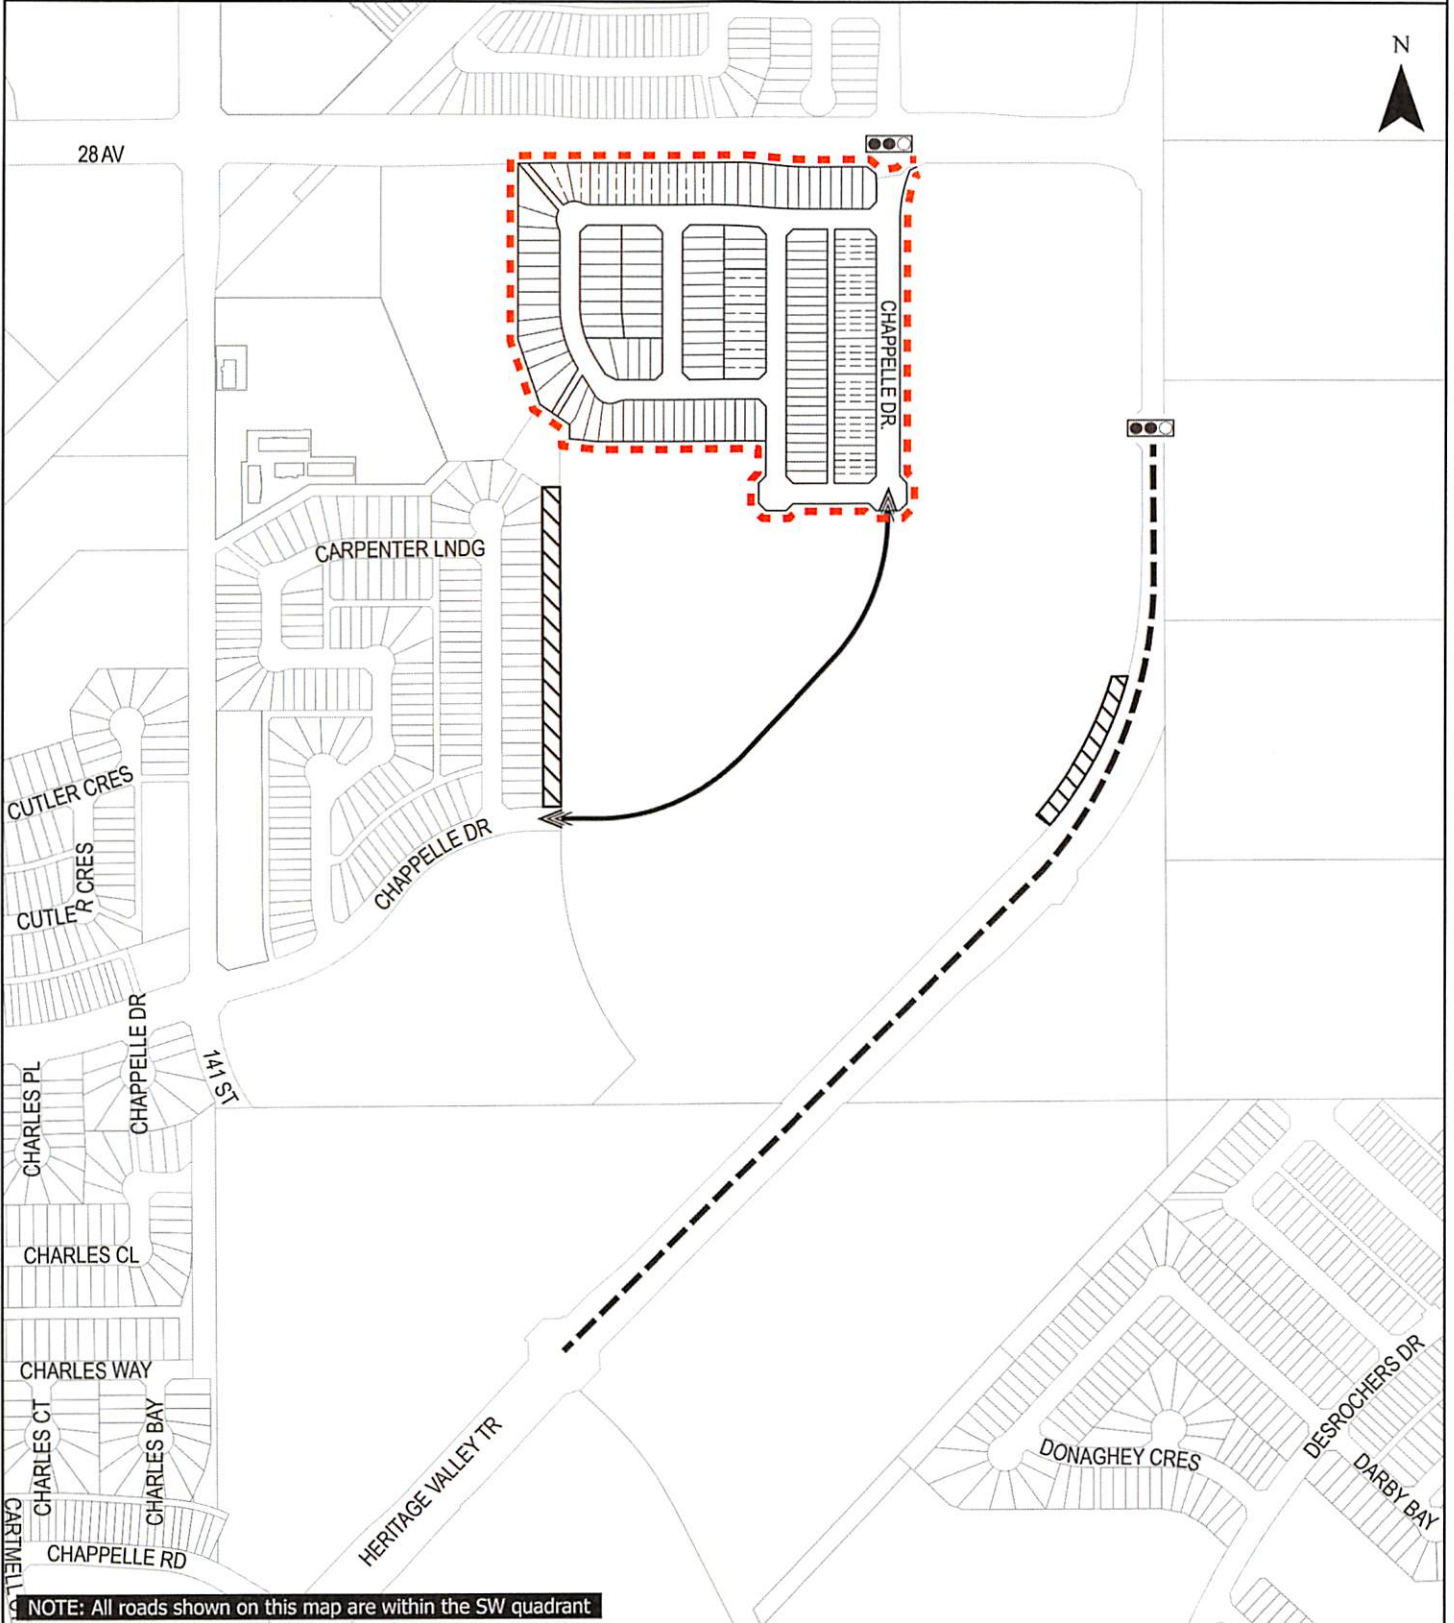 N
28 AV
CHAPPELLE DR.
CARPENTER LNDG
CUTLER CRES
CHAPPELLE DR
CUTLER CRES
CHAPPELLE DR
141 ST
CHARLES PL
CHARLES CL
CHARLES WAY
CHARLES CT
CHARLES BAY
HERITAGE VALLEY TR
DESROCHERS DR
DONAGHEY CRES
DARBY BAY
CHAPPELLE RD
NOTE: All roads shown on this map are within the SW quadrant